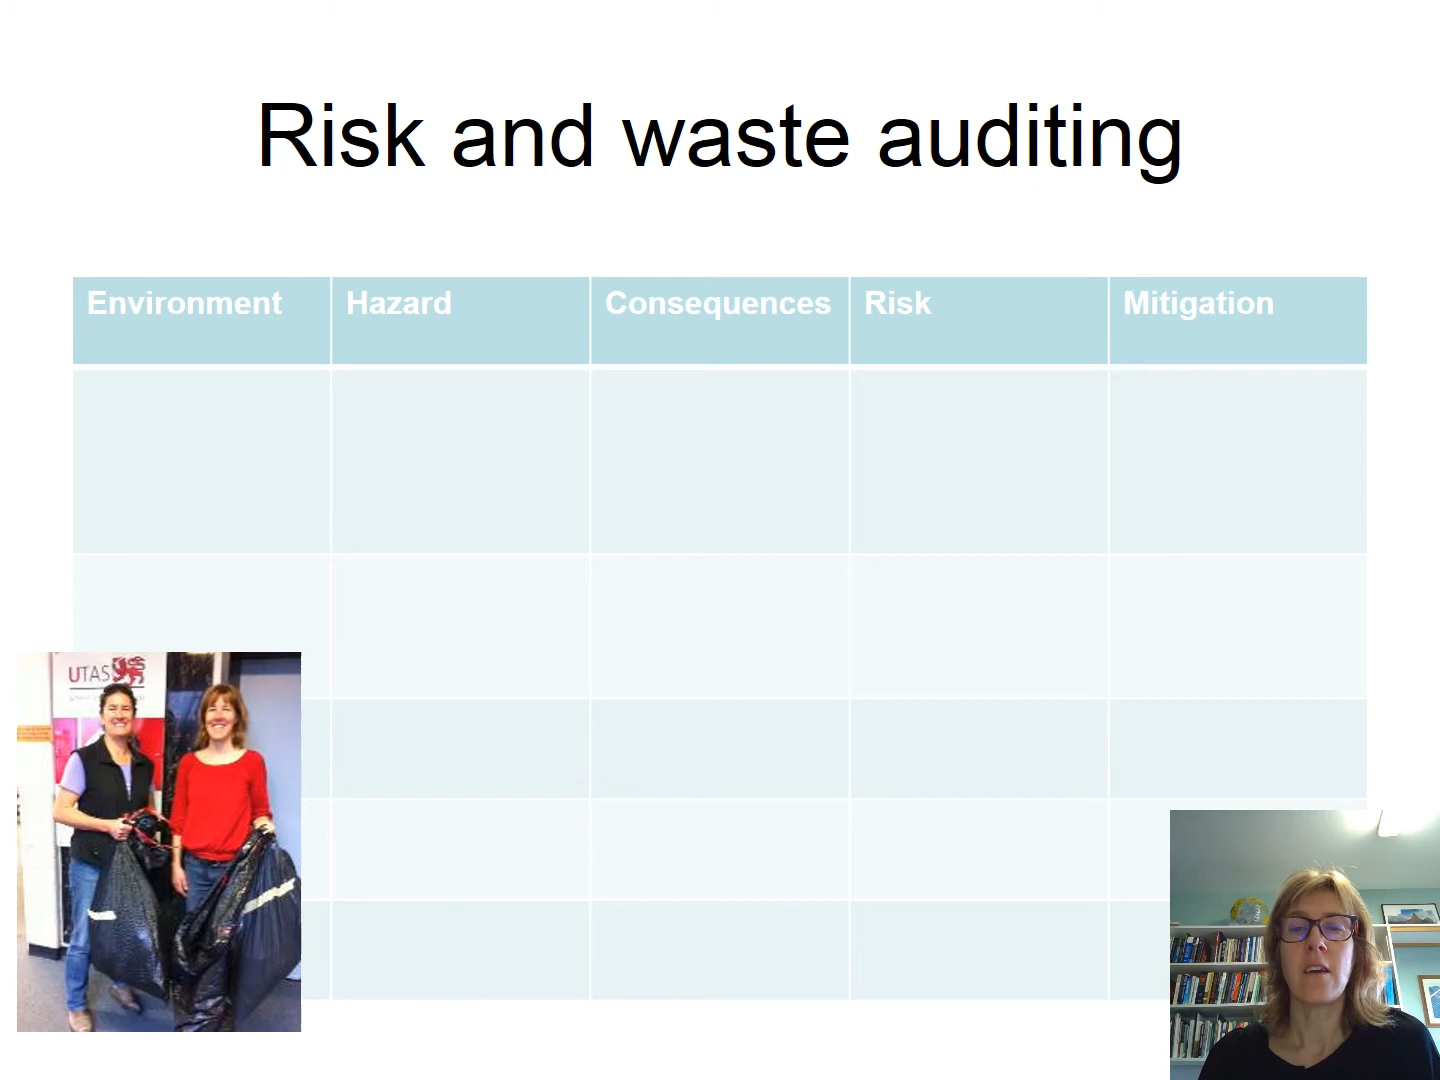 Risk and waste auditing
Environment
Hazard
Consequences
Risk
Mitigation
UTAS